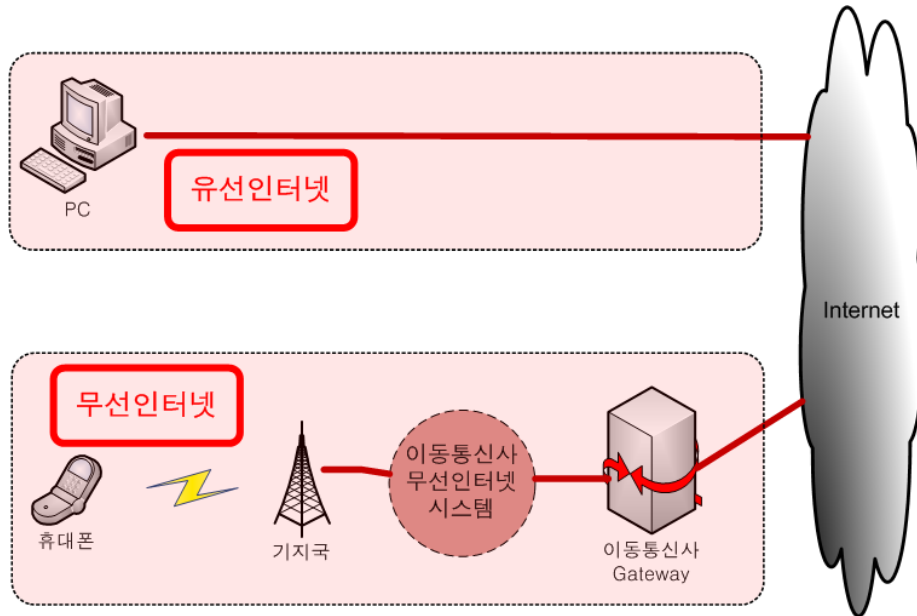 유선인터넷
PC
Internet
무선인터넷
휴대폰
기지국
이동통신사
무선인터넷
시스템
이동통신사
Gateway